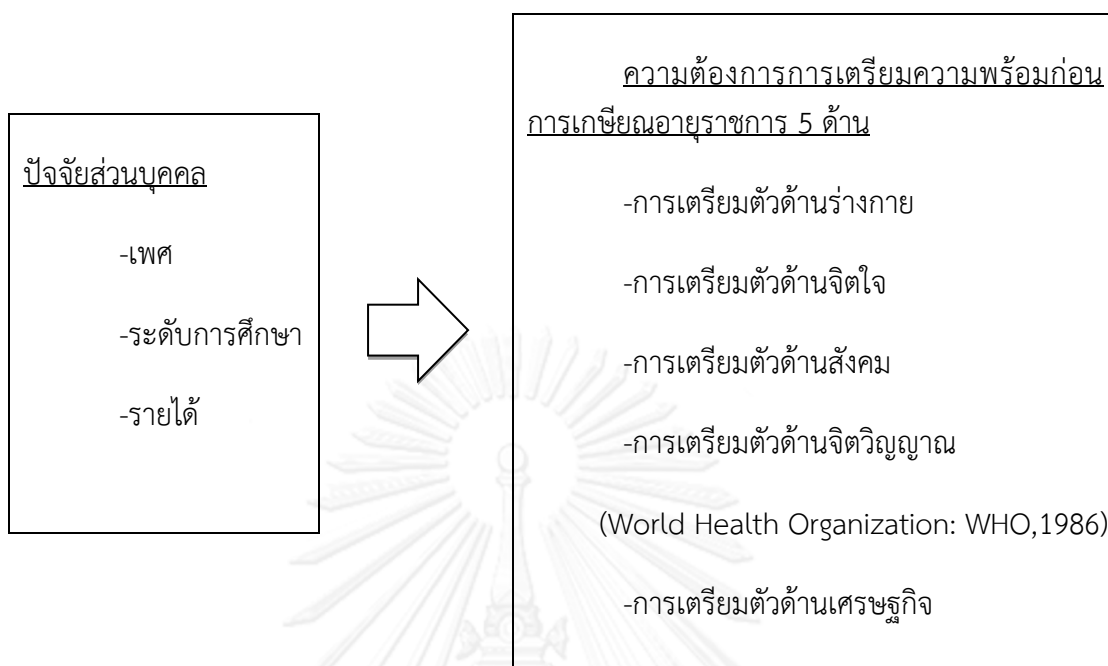 ปัจจัยส่วนบุคคล
-เพศ
-ระดับการศึกษา
-รายได้
ความต้องการการเตรียมความพร้อมก่อน
การเกษียณอายุราชการ 5 ด้าน
-การเตรียมตัวด้านร่างกาย
-การเตรียมตัวด้านจิตใจ
-การเตรียมตัวด้านสังคม
-การเตรียมตัวด้านจิตวิญญาณ
(World Health Organization: WHO,1986)
-การเตรียมตัวด้านเศรษฐกิจ